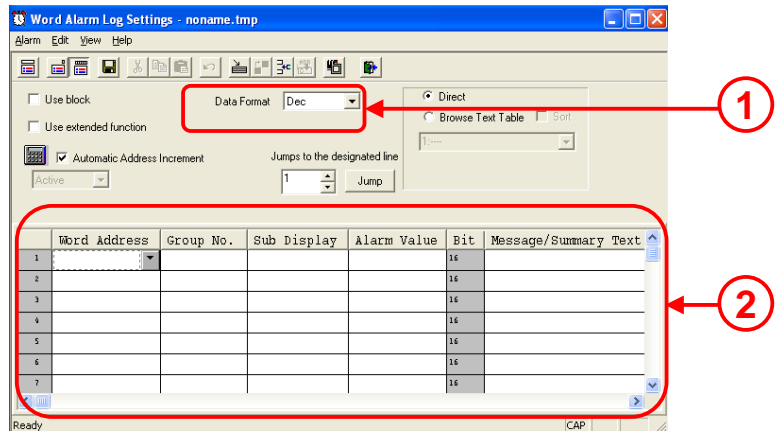 Word Alarm Log Settings - noname.tmp
Alarm Edit View Help
Use block
Data Format Dec
Direct
1
Use extended function
Browse Text Table Sort
1:----
Automatic Address Increment
Jumps to the designated line
Active
1 Jump
Word Address Group No. Sub Display Alarm Value Bit Message/Summary Text
1 16
2 16
3 16
4 16
2
5 16
6 16
7 16
Ready CAP